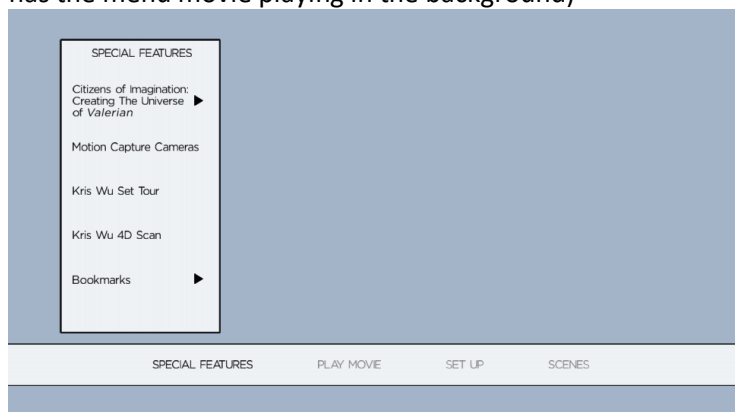 has the menu movie playing in the background)
SPECIAL FEATURES
Citizens of Imagination:
Creating The Universe
of Valerian
Motion Capture Cameras
Kris Wu Set Tour
Kris Wu 4D Scan
Bookmarks
SPECIAL FEATURES PLAY MOVIE SET UP SCENES